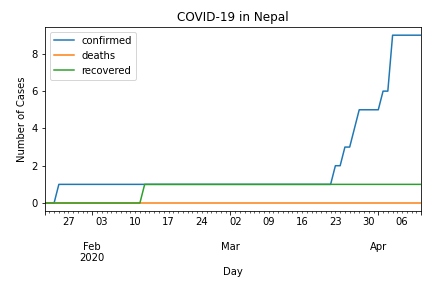 COVID-19 in Nepal
confirmed
deaths
recovered
Number of Cases
8
6
4
2
0
27 03 10 17 24 02 09 16 23 30 06
Feb Mar Apr
2020
Day